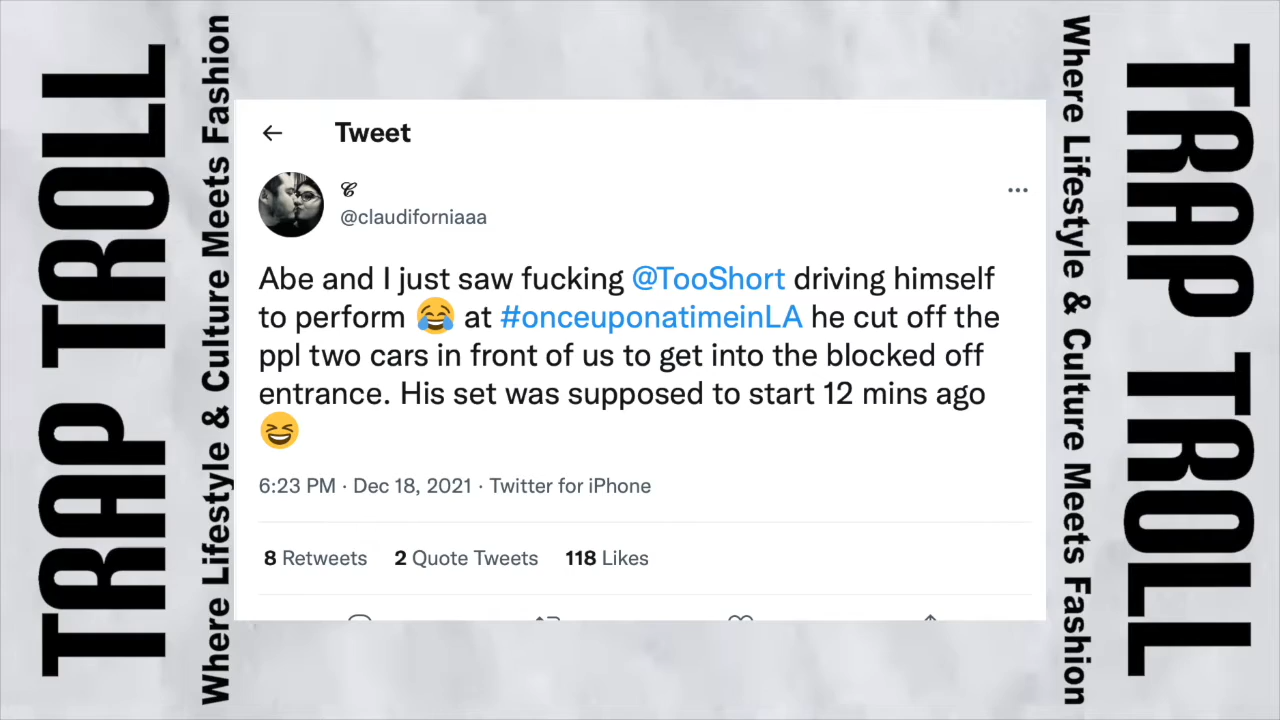 TRAP TROLL
Where Lifestyle & Culture Meets Fashion
← Tweet
𝒞
@claudiforniaaa
Abe and I just saw fucking @TooShort driving himself
to perform 😂 at #onceuponatimeinLA he cut off the
ppl two cars in front of us to get into the blocked off
entrance. His set was supposed to start 12 mins ago
😆
6:23 PM · Dec 18, 2021 · Twitter for iPhone
8 Retweets 2 Quote Tweets 118 Likes
Where Lifestyle & Culture Meets Fashion
TRAP TROLL